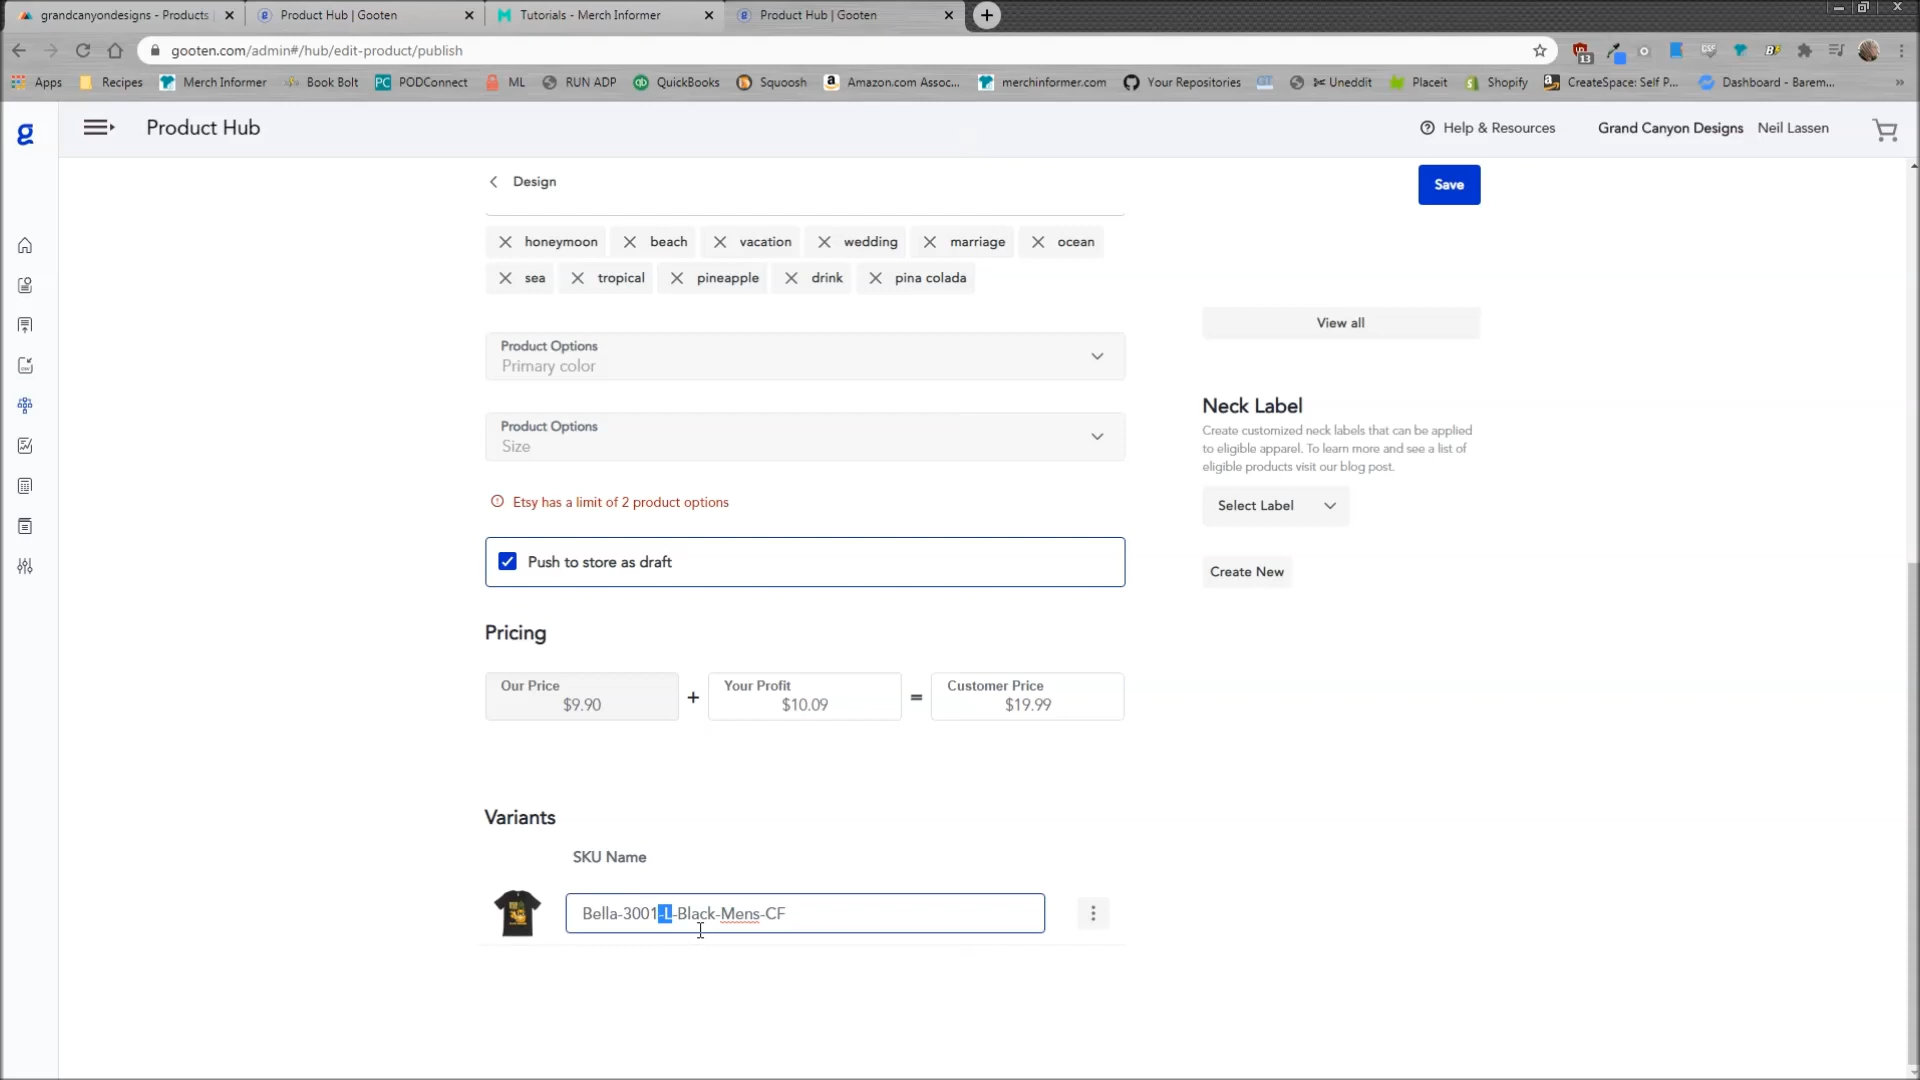 grandcanyondesigns - Products
Product Hub | Gooten
Tutorials - Merch Informer
Product Hub | Gooten
gooten.com/admin#/hub/edit-product/publish
13
Apps
Recipes
Merch Informer
Book Bolt
PC PODConnect
ML
RUN ADP
qb QuickBooks
Squoosh
a Amazon.com Assoc...
merchinformer.com
Your Repositories
GT
Uneddit
Placeit
Shopify
CreateSpace: Self P...
Dashboard - Barem...
»
g
Product Hub
Help & Resources
Grand Canyon Designs
Neil Lassen
Design
Save
honeymoon
beach
vacation
wedding
marriage
ocean
sea
tropical
pineapple
drink
pina colada
View all
Product Options
Primary color
Neck Label
Create customized neck labels that can be applied
to eligible apparel. To learn more and see a list of
eligible products visit our blog post.
Product Options
Size
Select Label
Etsy has a limit of 2 product options
Push to store as draft
Create New
Pricing
Our Price
$9.90
+
Your Profit
$10.09
=
Customer Price
$19.99
Variants
SKU Name
Bella-3001-L-Black-Mens-CF